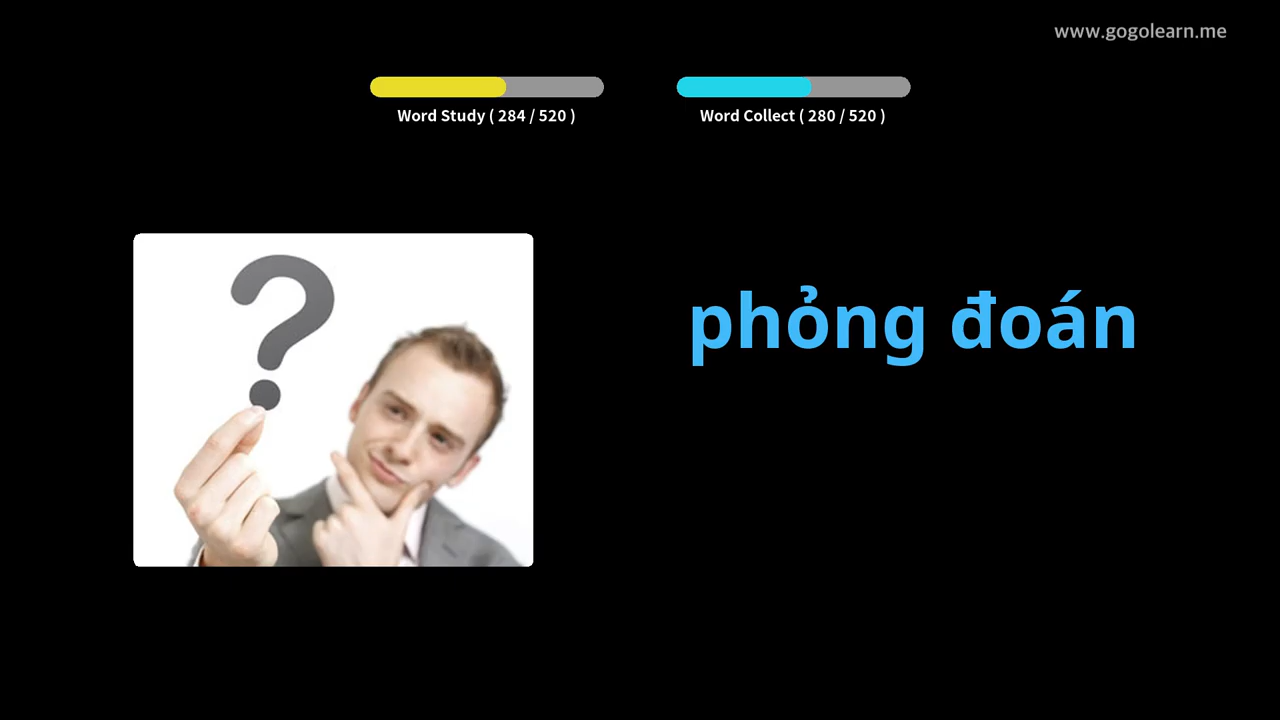 www.gogolearn.me
Word Study ( 284 / 520 )
Word Collect ( 280 / 520 )
?
phỏng đoán